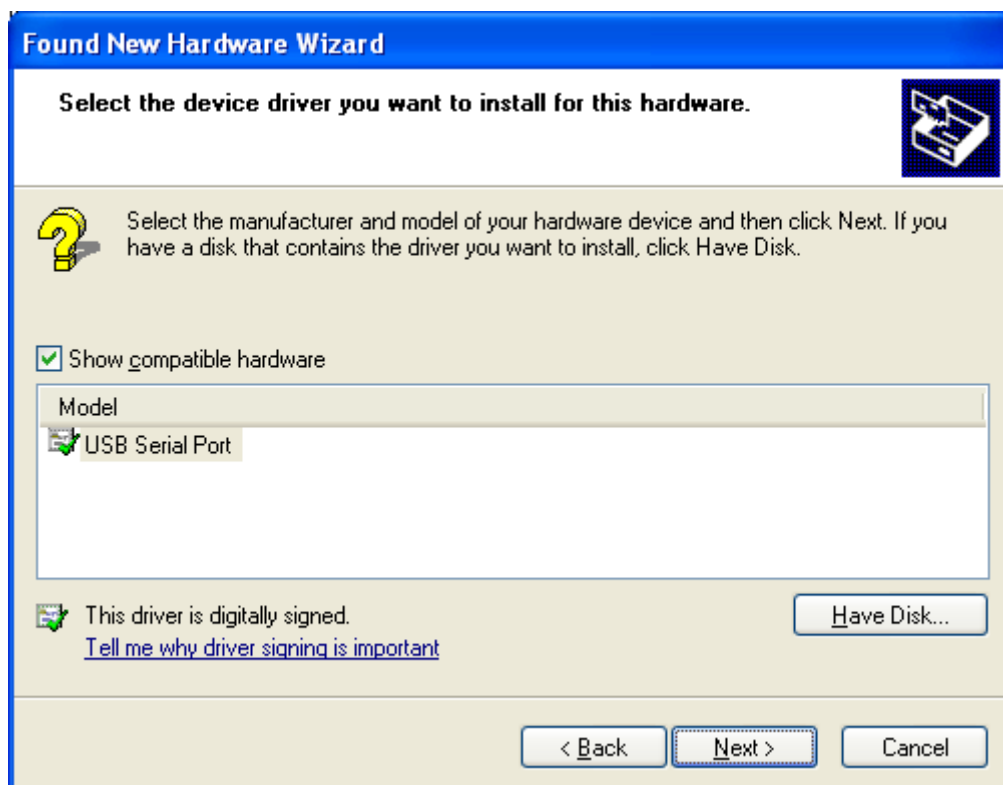 Found New Hardware Wizard
Select the device driver you want to install for this hardware.
Select the manufacturer and model of your hardware device and then click Next. If you
have a disk that contains the driver you want to install, click Have Disk.
Show compatible hardware
Model
USB Serial Port
This driver is digitally signed.
Have Disk...
Tell me why driver signing is important
< Back
Next >
Cancel